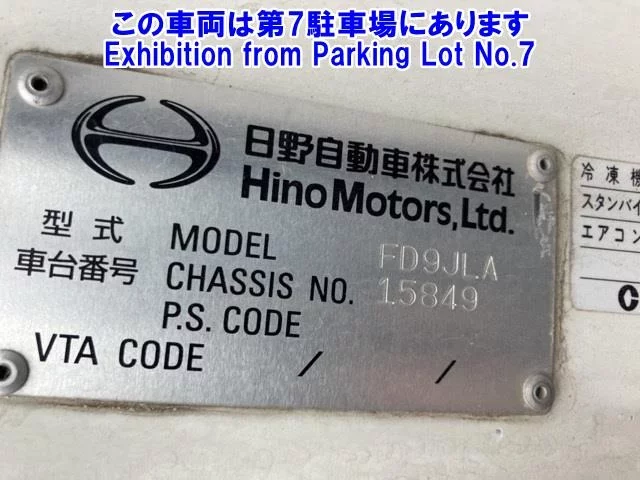 この車両は第7駐車場にあります
Exhibition from Parking Lot No.7
日野自動車株式会社
Hino Motors, Ltd.
型式 MODEL FD9JLA
車台番号 CHASSIS NO. 15849
P.S. CODE
VTA CODE / /
冷凍機
スタンバイ
エアコン
C